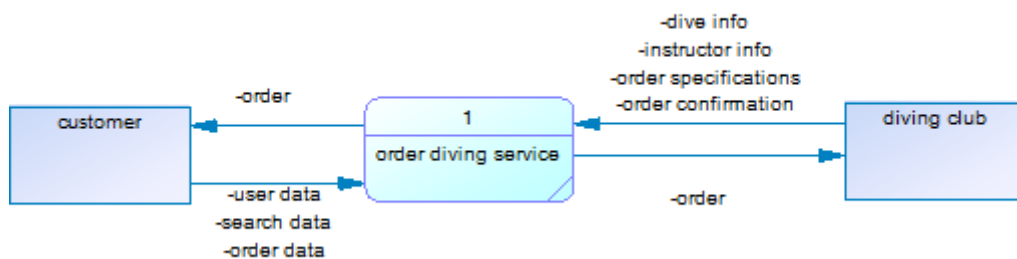 -dive info
-instructor info
-order specifications
-order confirmation
-order
customer
1
diving club
order diving service
-user data
-search data
-order data
-order